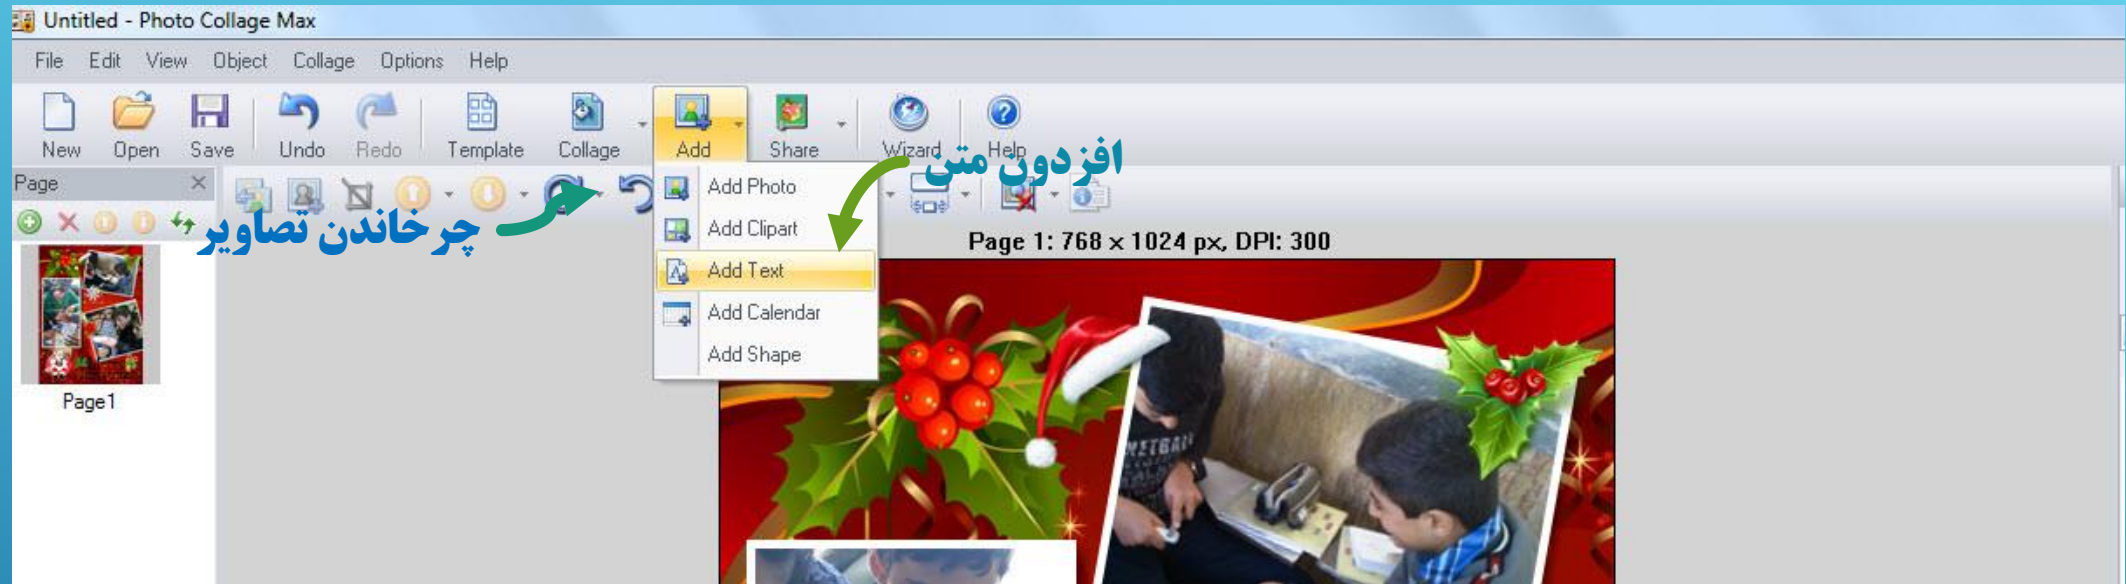 Untitled - Photo Collage Max
File Edit View Object Collage Options Help
New Open Save Undo Redo Template Collage Add Share Wizard Help
افزدون متن
Page
Add Photo
چرخاندن تصاویر
Add Clipart
Page 1: 768 x 1024 px, DPI: 300
Add Text
Add Calendar
Add Shape
Page1